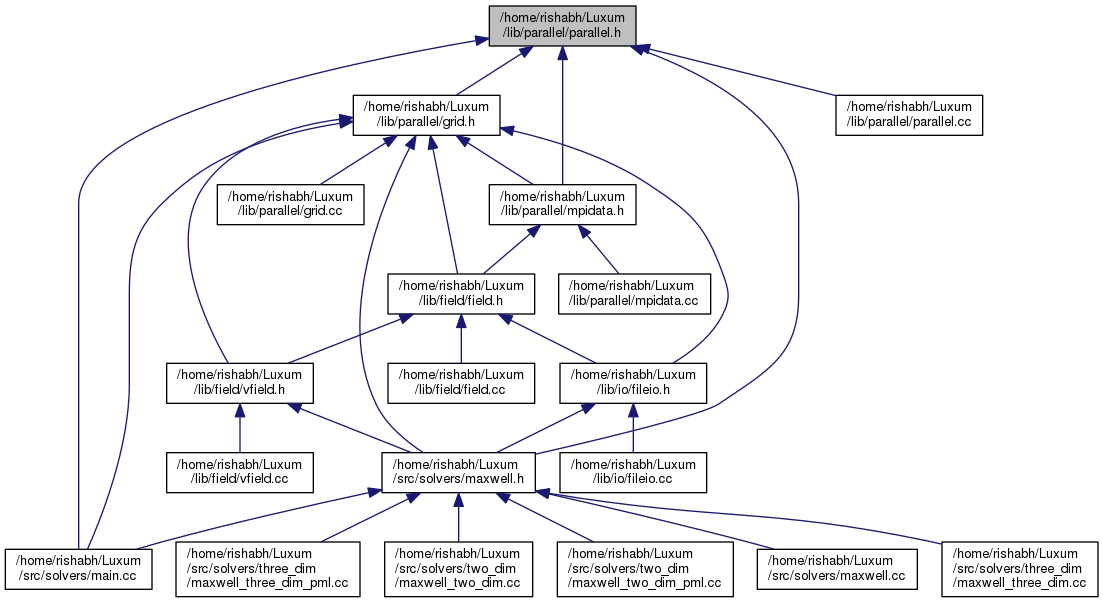 /home/rishabh/Luxum
/lib/parallel/parallel.h
/home/rishabh/Luxum
/lib/parallel/grid.h
/home/rishabh/Luxum
/lib/parallel/parallel.cc
/home/rishabh/Luxum
/lib/parallel/grid.cc
/home/rishabh/Luxum
/lib/parallel/mpidata.h
/home/rishabh/Luxum
/lib/field/field.h
/home/rishabh/Luxum
/lib/parallel/mpidata.cc
/home/rishabh/Luxum
/lib/field/vfield.h
/home/rishabh/Luxum
/lib/field/field.cc
/home/rishabh/Luxum
/lib/io/fileio.h
/home/rishabh/Luxum
/lib/field/vfield.cc
/home/rishabh/Luxum
/src/solvers/maxwell.h
/home/rishabh/Luxum
/lib/io/fileio.cc
/home/rishabh/Luxum
/src/solvers/main.cc
/home/rishabh/Luxum
/src/solvers/three_dim
/maxwell_three_dim_pml.cc
/home/rishabh/Luxum
/src/solvers/two_dim
/maxwell_two_dim.cc
/home/rishabh/Luxum
/src/solvers/two_dim
/maxwell_two_dim_pml.cc
/home/rishabh/Luxum
/src/solvers/maxwell.cc
/home/rishabh/Luxum
/src/solvers/three_dim
/maxwell_three_dim.cc